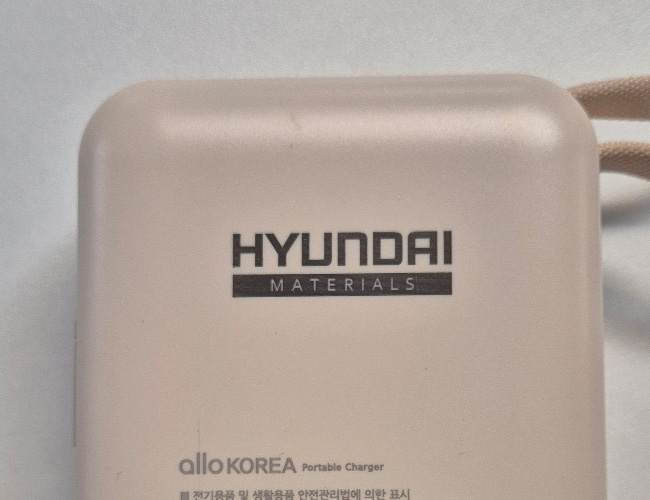 HYUNDAI
MATERIALS
allo KOREA Portable Charger
■ 전기용품 및 생활용품 안전관리법에 의한 표시